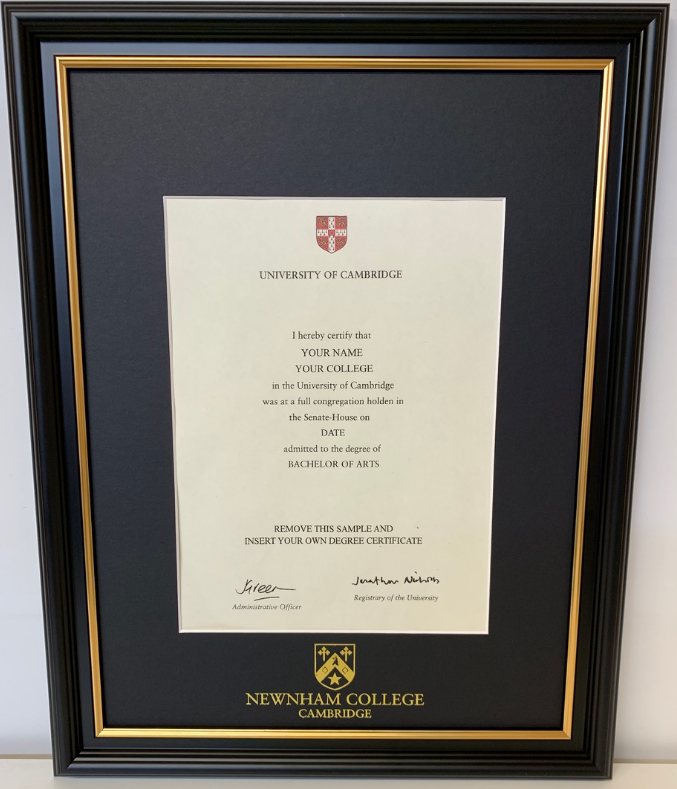 UNIVERSITY OF CAMBRIDGE
I hereby certify that
YOUR NAME
YOUR COLLEGE
in the University of Cambridge
was at a full congregation holden in
the Senate-House on
DATE
admitted to the degree of
BACHELOR OF ARTS
REMOVE THIS SAMPLE AND
INSERT YOUR OWN DEGREE CERTIFICATE
Jonathan Nicholls
Administrative Officer
Registrary of the University
NEWNHAM COLLEGE
CAMBRIDGE